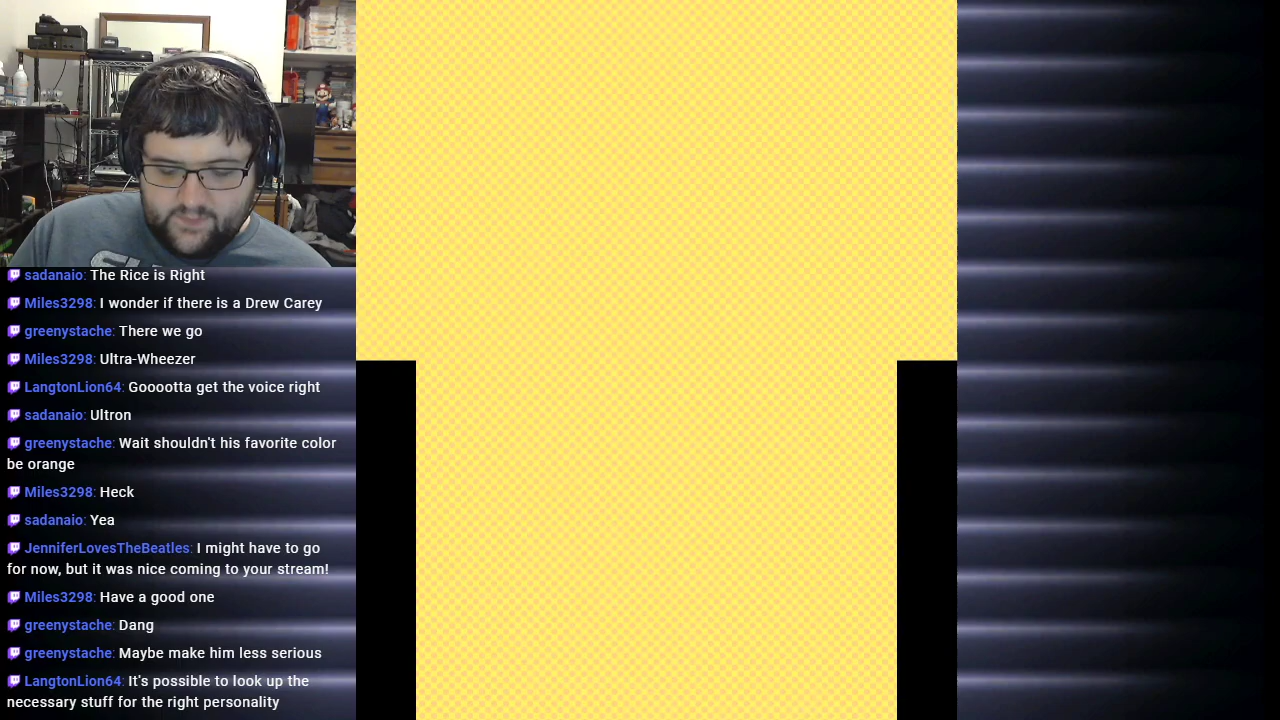 sadanaio: The Rice is Right
Miles3298: I wonder if there is a Drew Carey
greenystache: There we go
Miles3298: Ultra-Wheezer
LangtonLion64: Gooootta get the voice right
sadanaio: Ultron
greenystache: Wait shouldn't his favorite color
be orange
Miles3298: Heck
sadanaio: Yea
JenniferLovesTheBeatles: I might have to go
for now, but it was nice coming to your stream!
Miles3298: Have a good one
greenystache: Dang
greenystache: Maybe make him less serious
LangtonLion64: It's possible to look up the
necessary stuff for the right personality